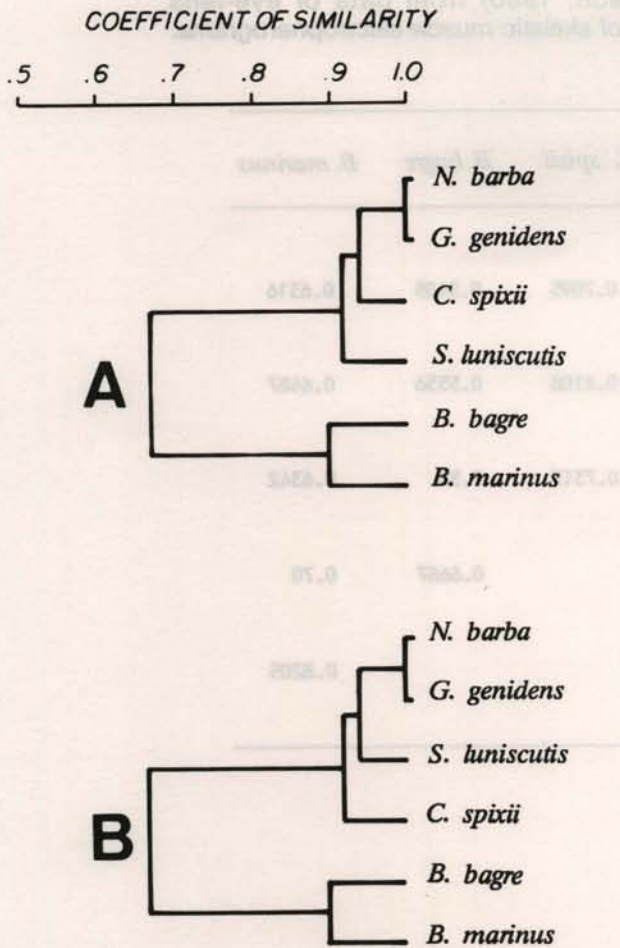 COEFFICIENT OF SIMILARITY
.5 .6 .7 .8 .9 1.0
N. barba
G. genidens
C. spixii
S. luniscutis
A
B. bagre
B. marinus
N. barba
G. genidens
S. luniscutis
C. spixii
B
B. bagre
B. marinus